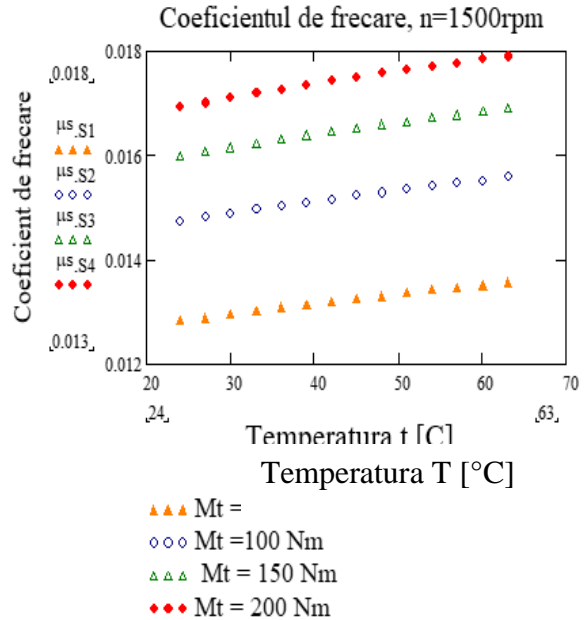 Coeficientul de frecare, n=1500rpm
Coeficient de frecare
0.018
0.016
0.014
0.012
0.018
μs.S1
μs.S2
μs.S3
μs.S4
0.013
20 30 40 50 60 70
24 63
Temperatura t [C]
Temperatura T [°C]
Mt =
Mt =100 Nm
Mt = 150 Nm
Mt = 200 Nm